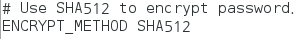 # Use SHA512 to encrypt password.
ENCRYPT_METHOD SHA512